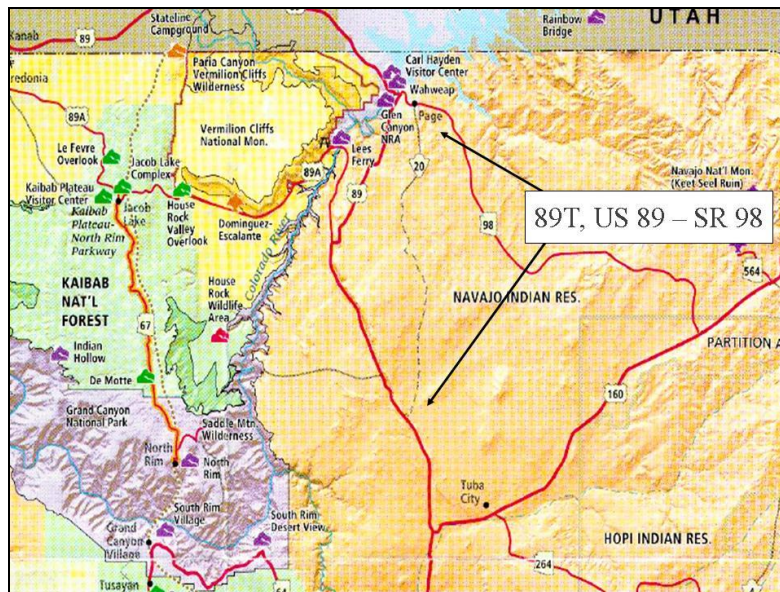 Stateline
Campground
Rainbow
Bridge
UTAH
Kanab
89
Paria Canyon
Vermilion Cliffs
Wilderness
Carl Hayden
Visitor Center
Wahweap
Page
Glen
Canyon
NRA
89A
Vermilion Cliffs
National Mon.
Lees
Ferry
Le Fevre
Overlook
Jacob Lake
Complex
Kaibab Plateau
Visitor Center
Jacob
Lake
Kaibab
Plateau-
North Rim
Parkway
House
Rock
Valley
Overlook
Dominguez-
Escalante
89A
89
20
98
Navajo Nat'l Mon.
(Keet Seel Ruin)
89T, US 89 – SR 98
564
Colorado River
House
Rock
Wildlife
Area
NAVAJO INDIAN RES.
KAIBAB
NAT'L
FOREST
67
Indian
Hollow
De Motte
PARTITION A
160
Grand Canyon
National Park
Saddle Mtn.
Wilderness
North
Rim
North
Rim
South Rim
Village
South Rim
Desert View
Tuba
City
Grand
Canyon
Village
HOPI INDIAN RES.
264
Tusayan
64